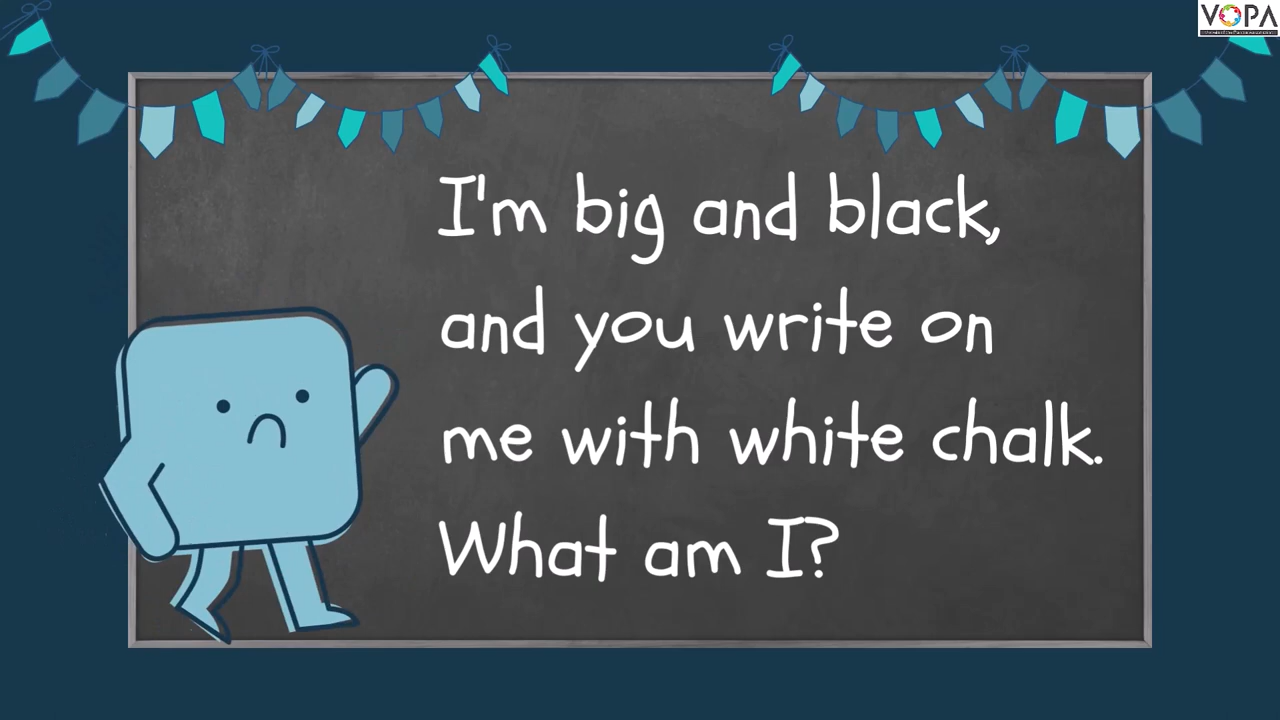 VOPA
I'm big and black,
and you write on
me with white chalk.
What am I?